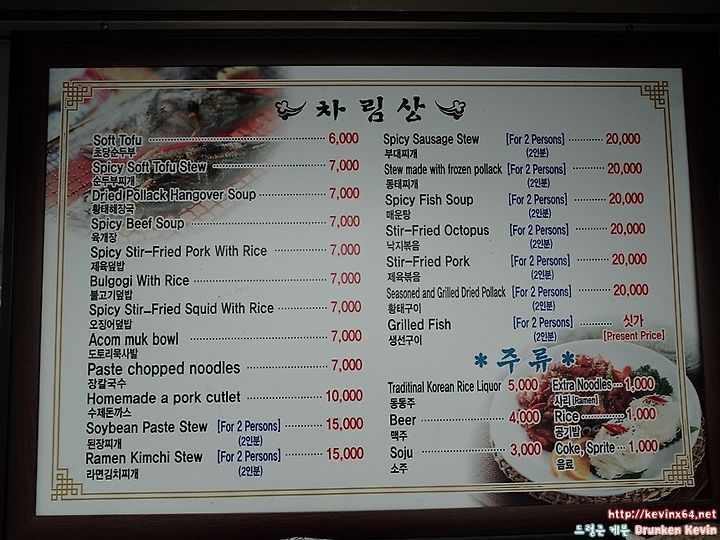 차림상
Soft Tofu 6,000
초당순두부
Spicy Soft Tofu Stew 7,000
순두부찌개
Dried Pollack Hangover Soup 7,000
황태해장국
Spicy Beef Soup 7,000
육개장
Spicy Stir-Fried Pork With Rice 7,000
제육덮밥
Bulgogi With Rice 7,000
불고기덮밥
Spicy Stir-Fried Squid With Rice 7,000
오징어덮밥
Acorn muk bowl 7,000
도토리묵사발
Paste chopped noodles 7,000
장칼국수
Homemade a pork cutlet 10,000
수제돈까스
Soybean Paste Stew [For 2 Persons] 15,000
된장찌개 (2인분)
Ramen Kimchi Stew [For 2 Persons] 15,000
라면김치찌개 (2인분)
Spicy Sausage Stew [For 2 Persons] 20,000
부대찌개 (2인분)
Stew made with frozen pollack [For 2 Persons] 20,000
동태찌개 (2인분)
Spicy Fish Soup [For 2 Persons] 20,000
매운탕 (2인분)
Stir-Fried Octopus [For 2 Persons] 20,000
낙지볶음 (2인분)
Stir-Fried Pork [For 2 Persons] 20,000
제육볶음 (2인분)
Seasoned and Grilled Dried Pollack [For 2 Persons] 20,000
황태구이 (2인분)
Grilled Fish [For 2 Persons] 싯가
생선구이 (2인분) [Present Price]
*주류*
Traditinal Korean Rice Liquor 5,000
동동주
Beer 4,000
맥주
Soju 3,000
소주
Extra Noodles 1,000
사리[Ramen]
Rice 1,000
공기밥
Coke, Sprite 1,000
음료
http://kevinx64.net
드렁큰 케빈 Drunken Kevin